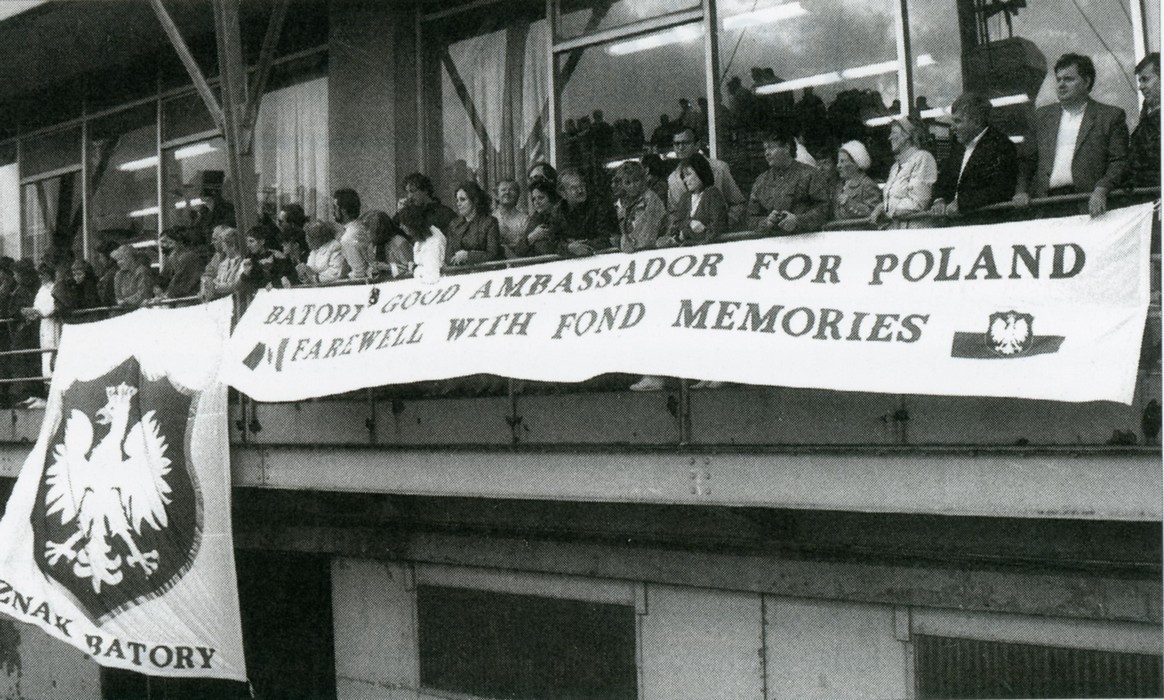 BATORY GOOD AMBASSADOR FOR POLAND
FAREWELL WITH FOND MEMORIES
ZNAK BATORY